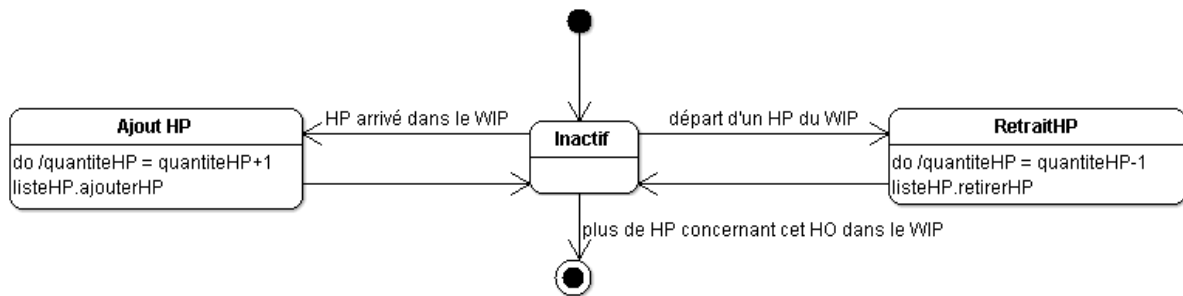 HP arrivé dans le WIP
départ d'un HP du WIP
Ajout HP
Inactif
RetraitHP
do /quantiteHP = quantiteHP+1
listeHP.ajouterHP
do /quantiteHP = quantiteHP-1
listeHP.retirerHP
plus de HP concernant cet HO dans le WIP